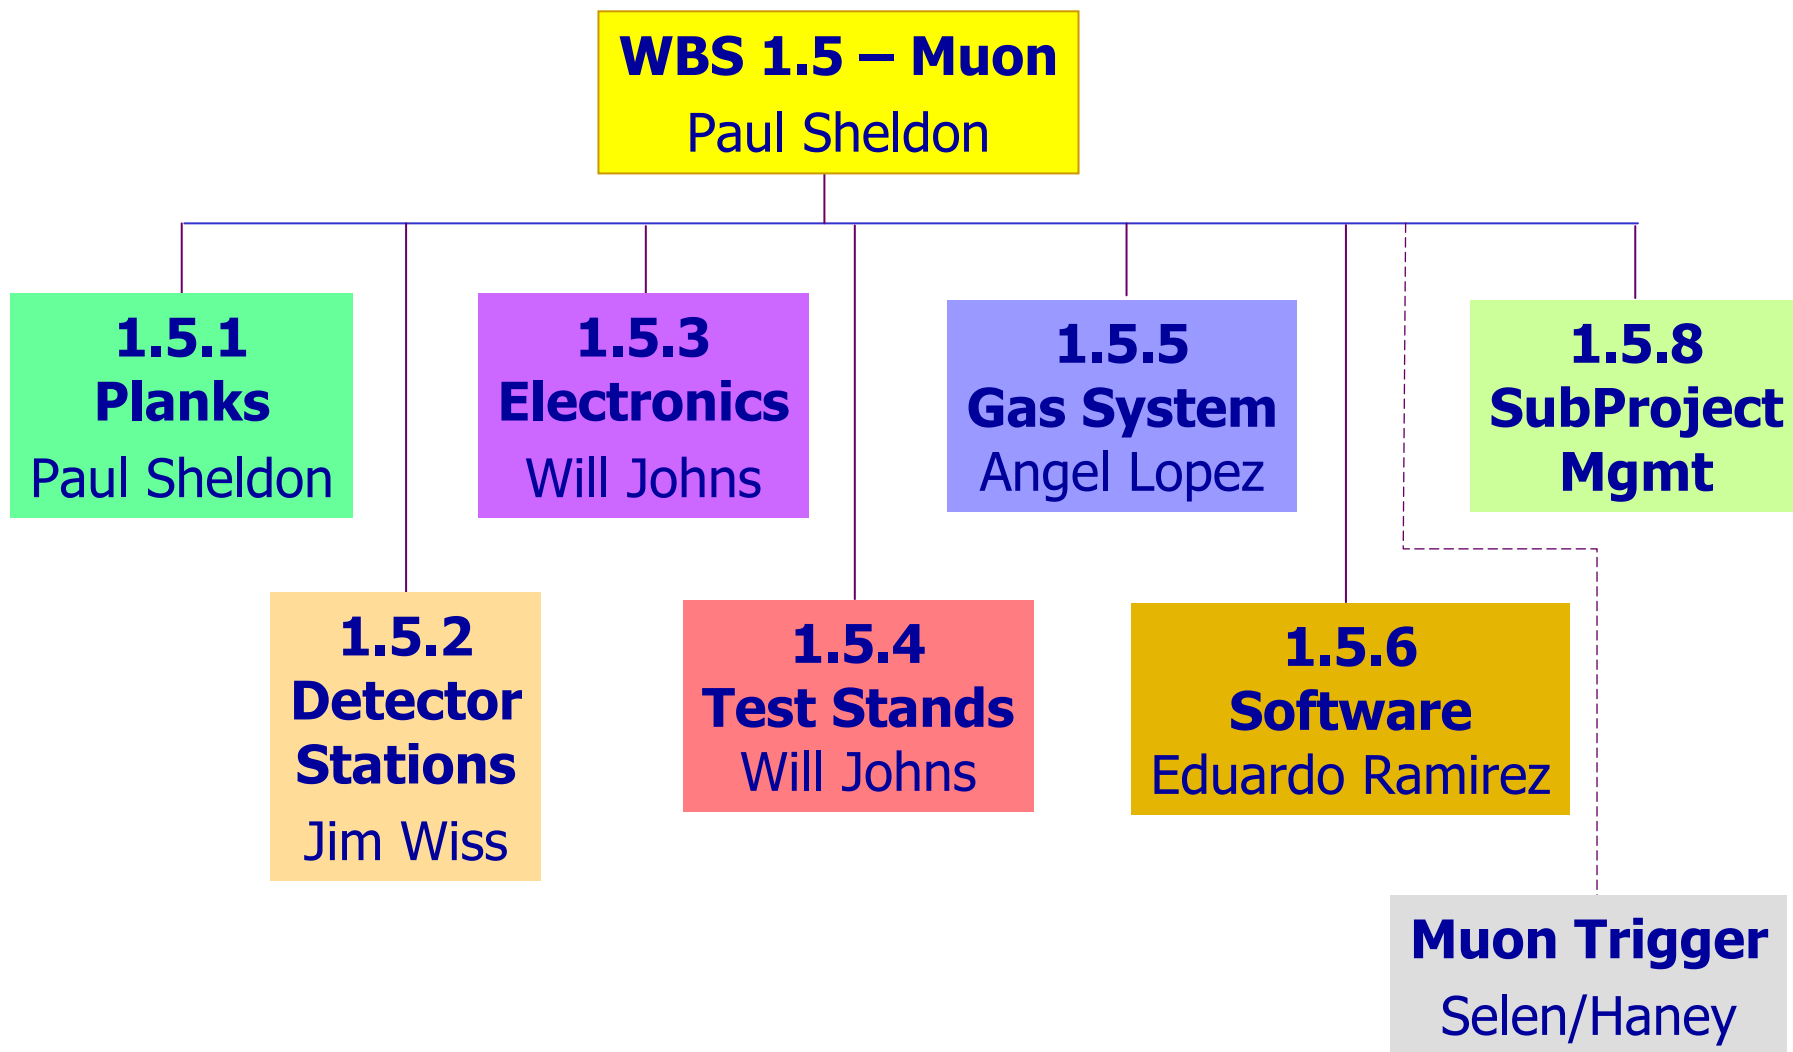 WBS 1.5 – Muon
Paul Sheldon
1.5.1
Planks
Paul Sheldon
1.5.3
Electronics
Will Johns
1.5.5
Gas System
Angel Lopez
1.5.8
SubProject
Mgmt
1.5.2
Detector
Stations
Jim Wiss
1.5.4
Test Stands
Will Johns
1.5.6
Software
Eduardo Ramirez
Muon Trigger
Selen/Haney